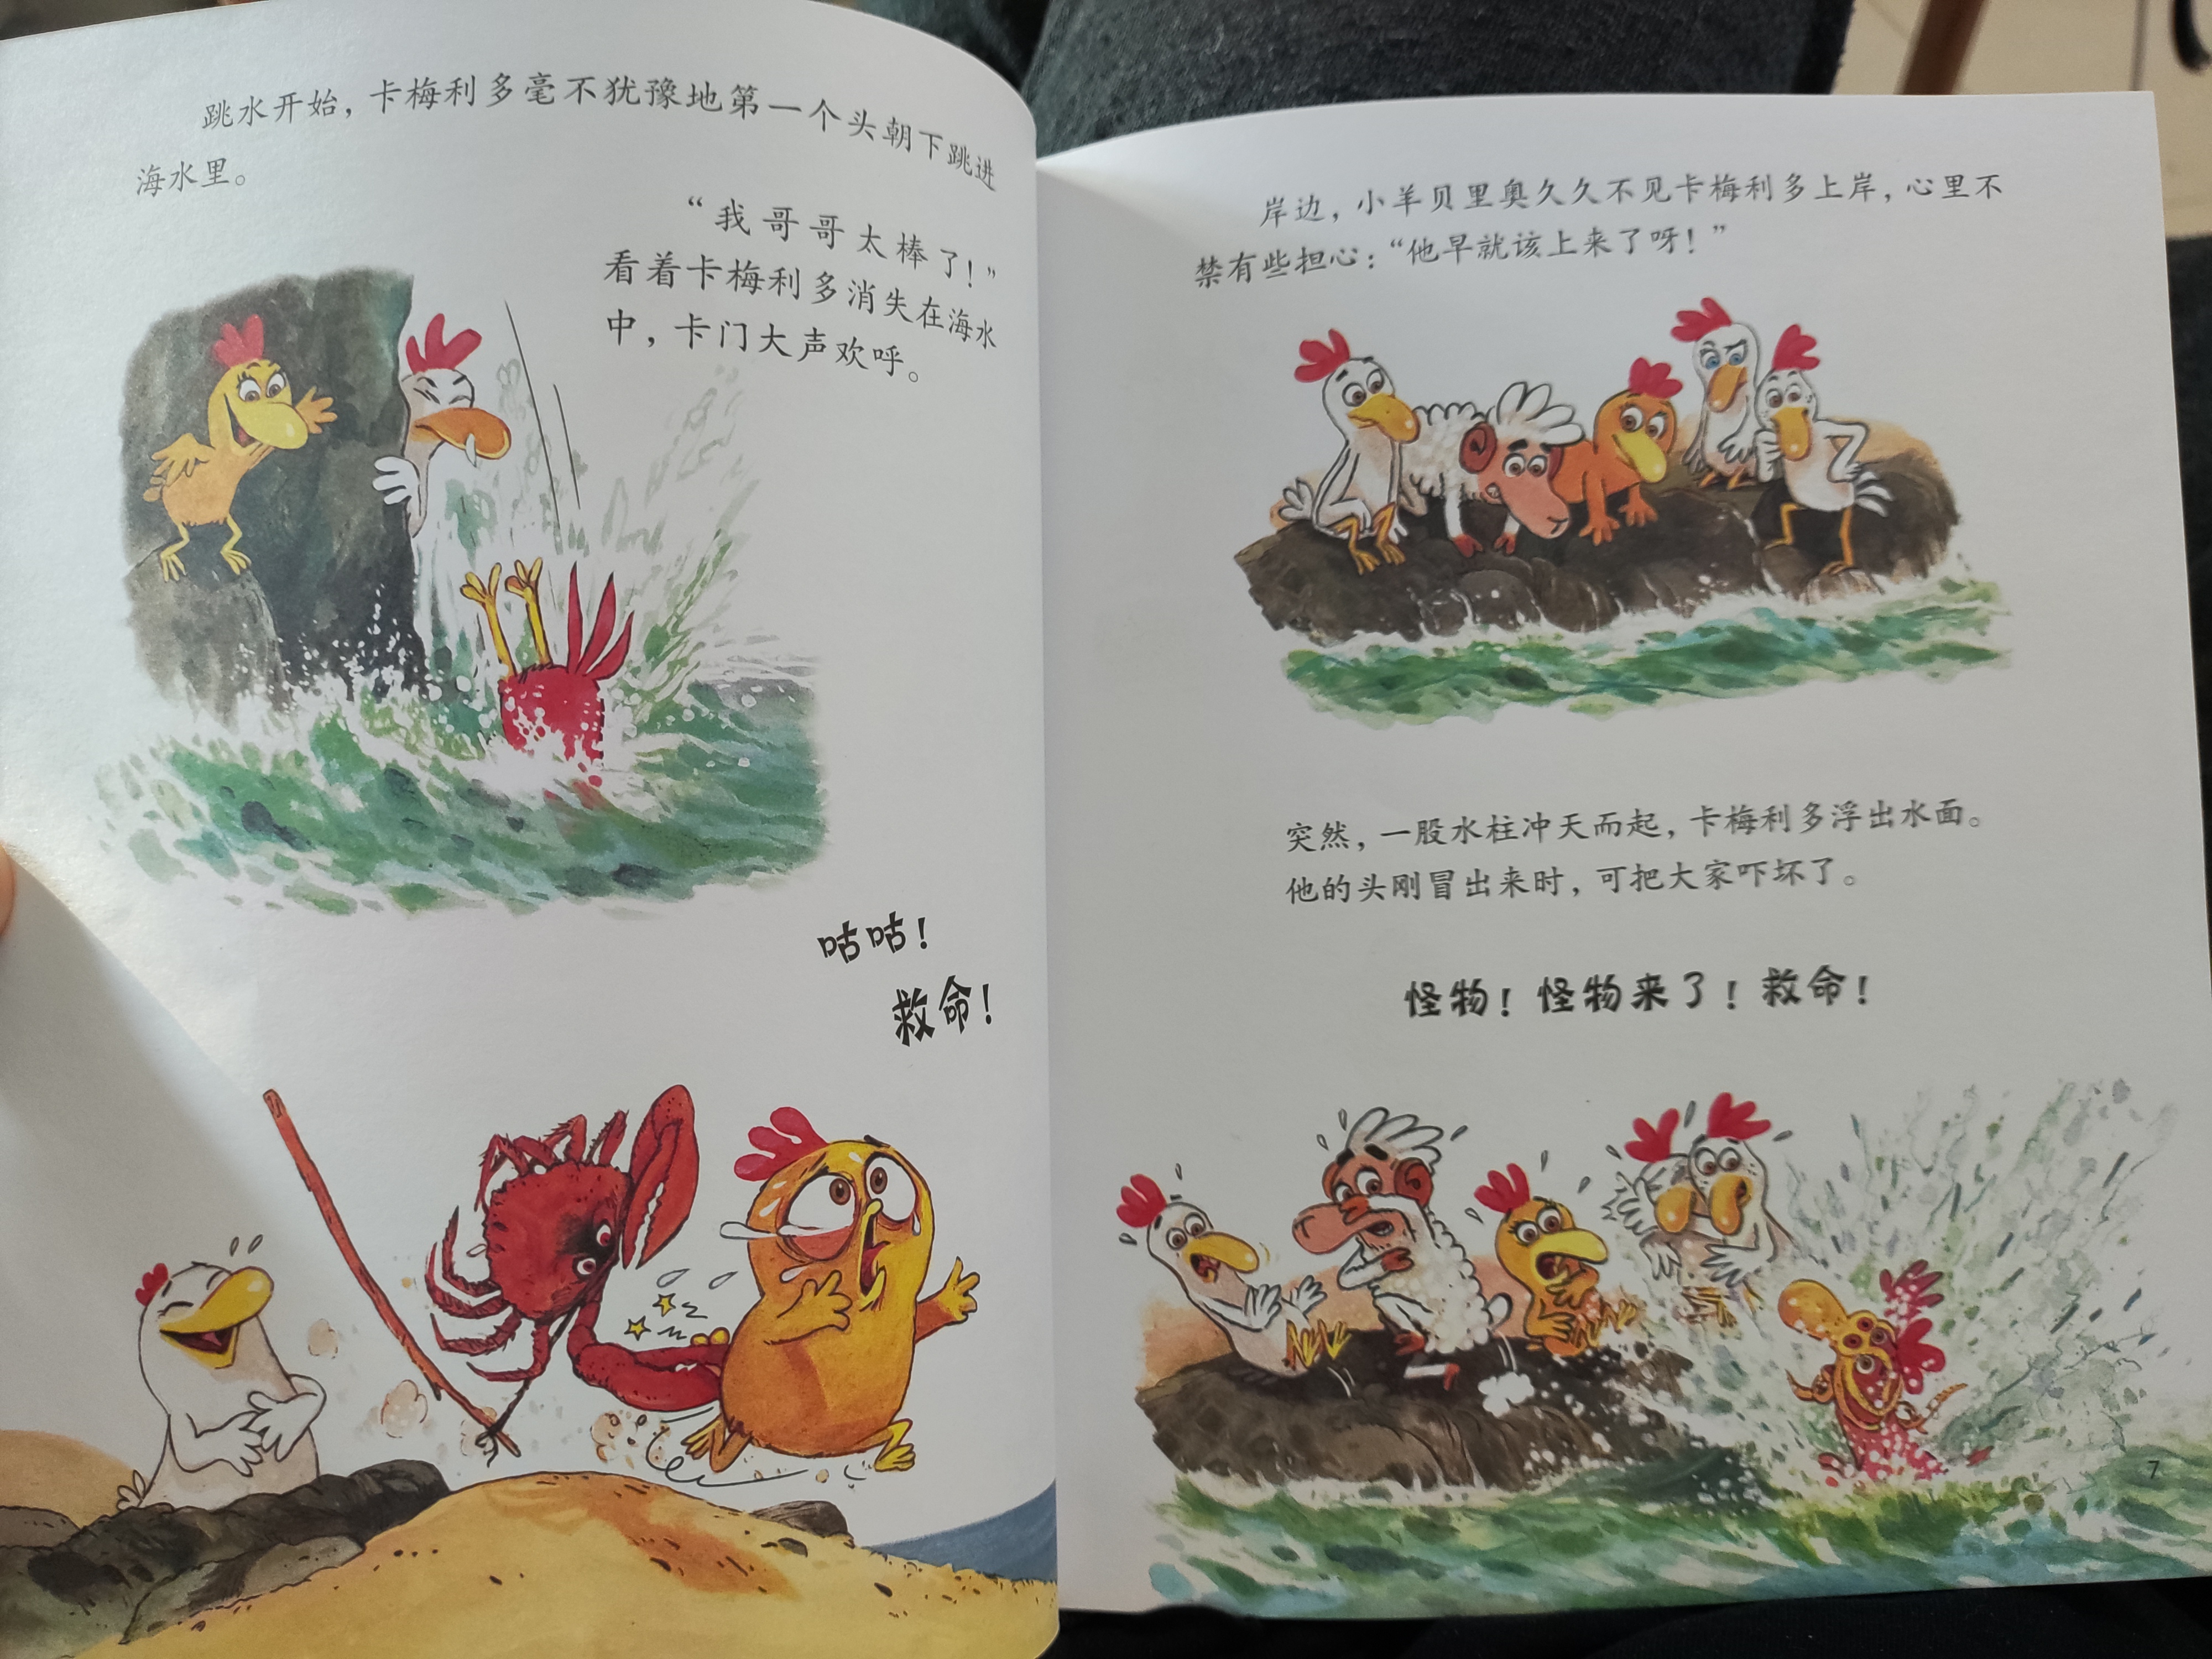 跳水开始，卡梅利多毫不犹豫地第一个头朝下跳进
海水里。
“我哥哥太棒了！”
看着卡梅利多消失在海水
中，卡门大声欢呼。
咕咕！
救命！
岸边，小羊贝里奥久久不见卡梅利多上岸，心里不
禁有些担心：“他早就该上来了呀！”
突然，一股水柱冲天而起，卡梅利多浮出水面。
他的头刚冒出来时，可把大家吓坏了。
怪物！怪物来了！救命！
7